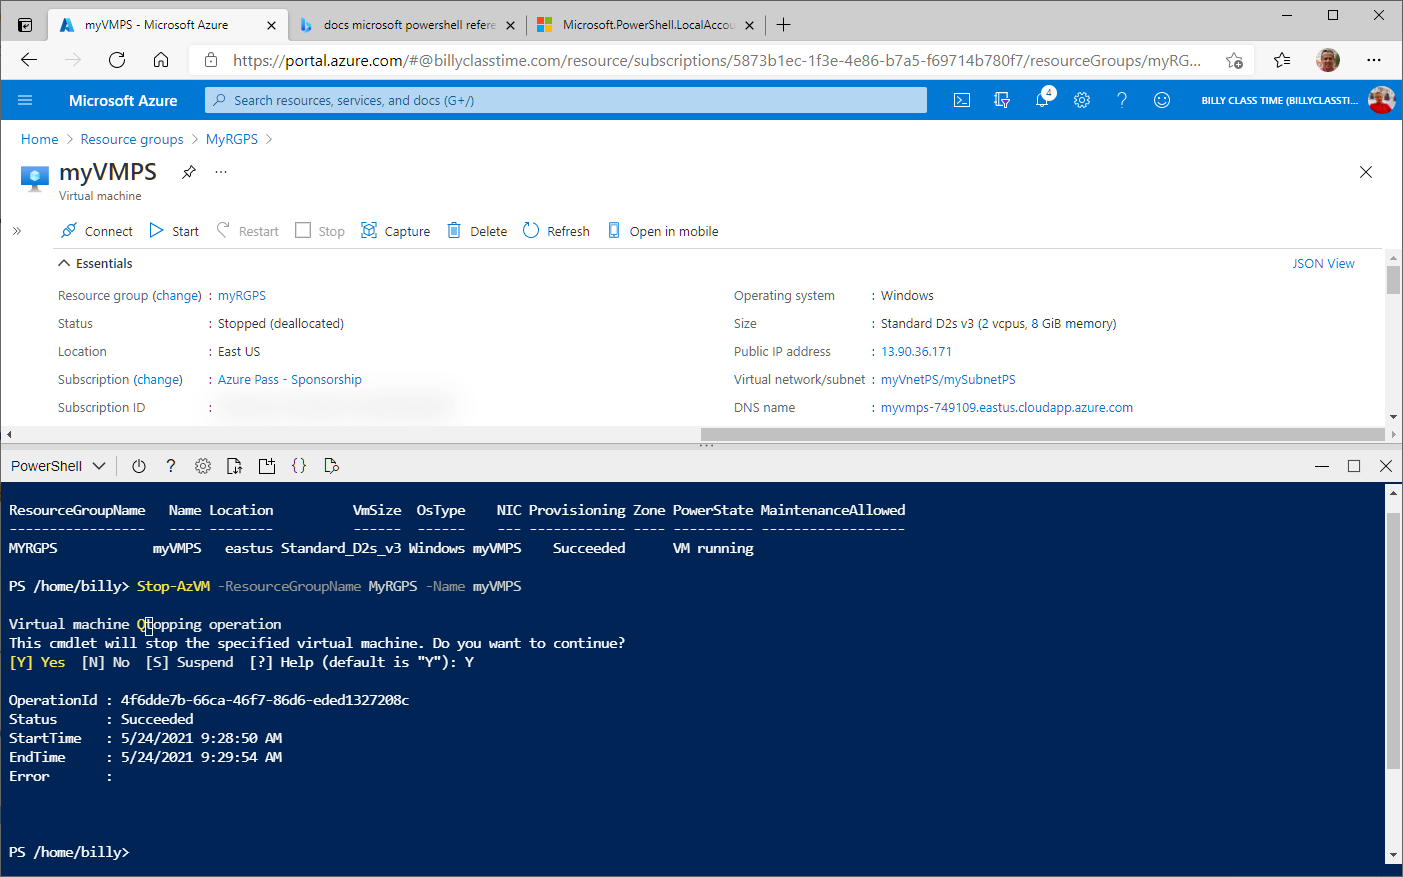 myVMPS - Microsoft Azure
docs microsoft powershell refere
Microsoft.PowerShell.LocalAccou
https://portal.azure.com/#@billyclasstime.com/resource/subscriptions/5873b1ec-1f3e-4e86-b7a5-f69714b780f7/resourceGroups/myRG...
Microsoft Azure
Search resources, services, and docs (G+/)
4
BILLY CLASS TIME (BILLYCLASSTI...
Home > Resource groups > MyRGPS >
myVMPS
Virtual machine
Connect Start Restart Stop Capture Delete Refresh Open in mobile
Essentials
JSON View
Resource group (change) : myRGPS
Status : Stopped (deallocated)
Location : East US
Subscription (change) : Azure Pass - Sponsorship
Subscription ID :
Operating system : Windows
Size : Standard D2s v3 (2 vcpus, 8 GiB memory)
Public IP address : 13.90.36.171
Virtual network/subnet : myVnetPS/mySubnetPS
DNS name : myvmps-749109.eastus.cloudapp.azure.com
PowerShell
ResourceGroupName Name Location VmSize OsType NIC Provisioning Zone PowerState MaintenanceAllowed
----------------- ---- -------- ------ ------ --- ------------ ---- ---------- ------------------
MYRGPS myVMPS eastus Standard_D2s_v3 Windows myVMPS Succeeded VM running
PS /home/billy> Stop-AzVM -ResourceGroupName MyRGPS -Name myVMPS
Virtual machine Qtopping operation
This cmdlet will stop the specified virtual machine. Do you want to continue?
[Y] Yes [N] No [S] Suspend [?] Help (default is "Y"): Y
OperationId : 4f6dde7b-66ca-46f7-86d6-eded1327208c
Status : Succeeded
StartTime : 5/24/2021 9:28:50 AM
EndTime : 5/24/2021 9:29:54 AM
Error :
PS /home/billy>